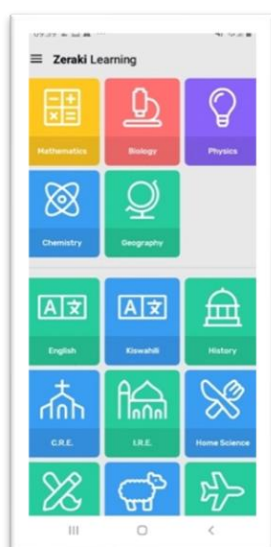 Zeraki Learning
Mathematics
Biology
Physics
Chemistry
Geography
English
Kiswahili
History
C.R.E.
I.R.E.
Home Science